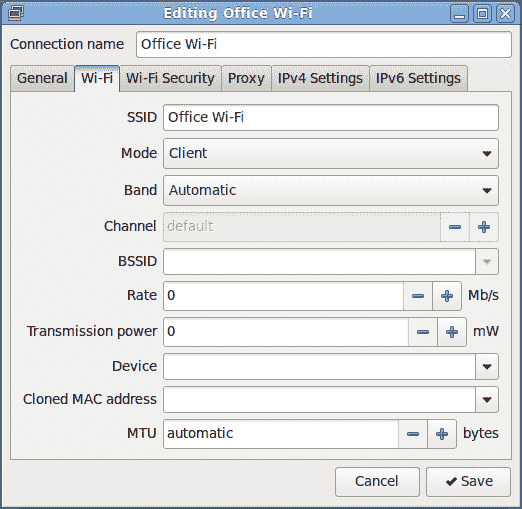 Editing Office Wi-Fi
Connection name Office Wi-Fi
General Wi-Fi Wi-Fi Security Proxy IPv4 Settings IPv6 Settings
SSID Office Wi-Fi
Mode Client
Band Automatic
Channel default
BSSID
Rate 0 Mb/s
Transmission power 0 mW
Device
Cloned MAC address
MTU automatic bytes
Cancel Save